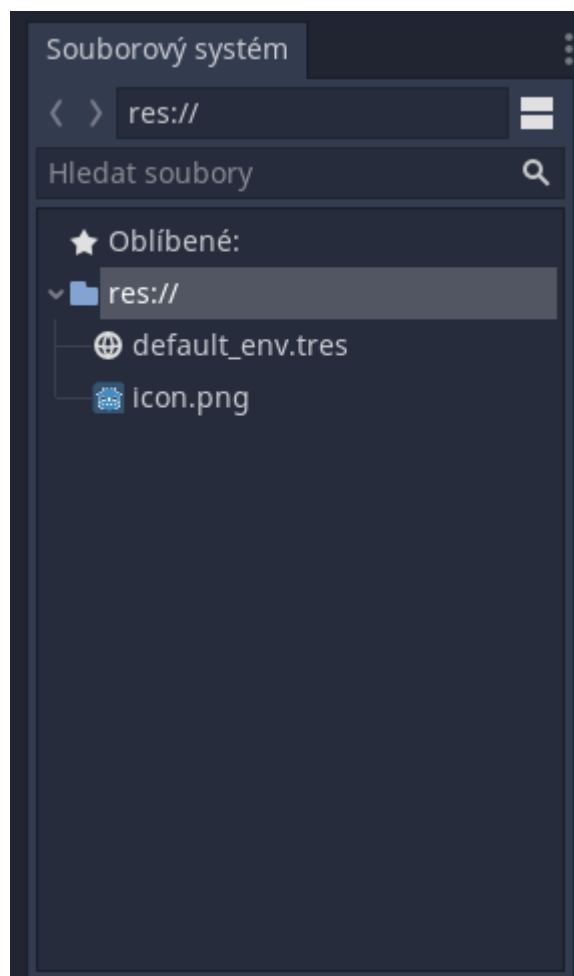 Souborový systém
res://
Hledat soubory
Oblíbené:
res://
default_env.tres
icon.png